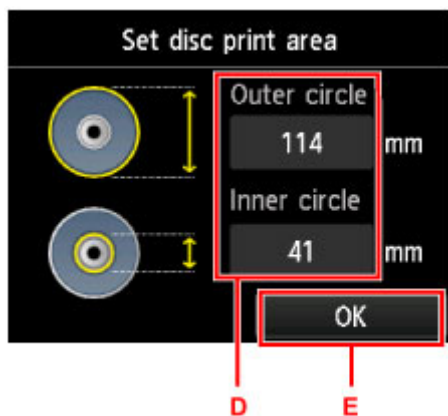 Set disc print area
Outer circle
114 mm
Inner circle
41 mm
OK
D E